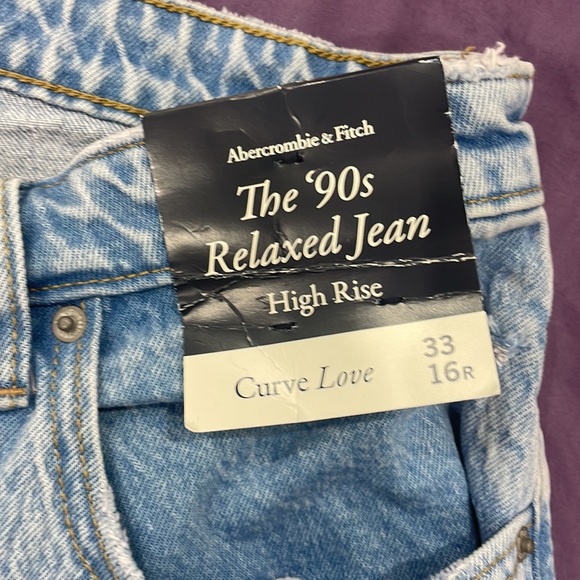 Abercrombie & Fitch
The '90s
Relaxed Jean
High Rise
Curve Love
33
16R